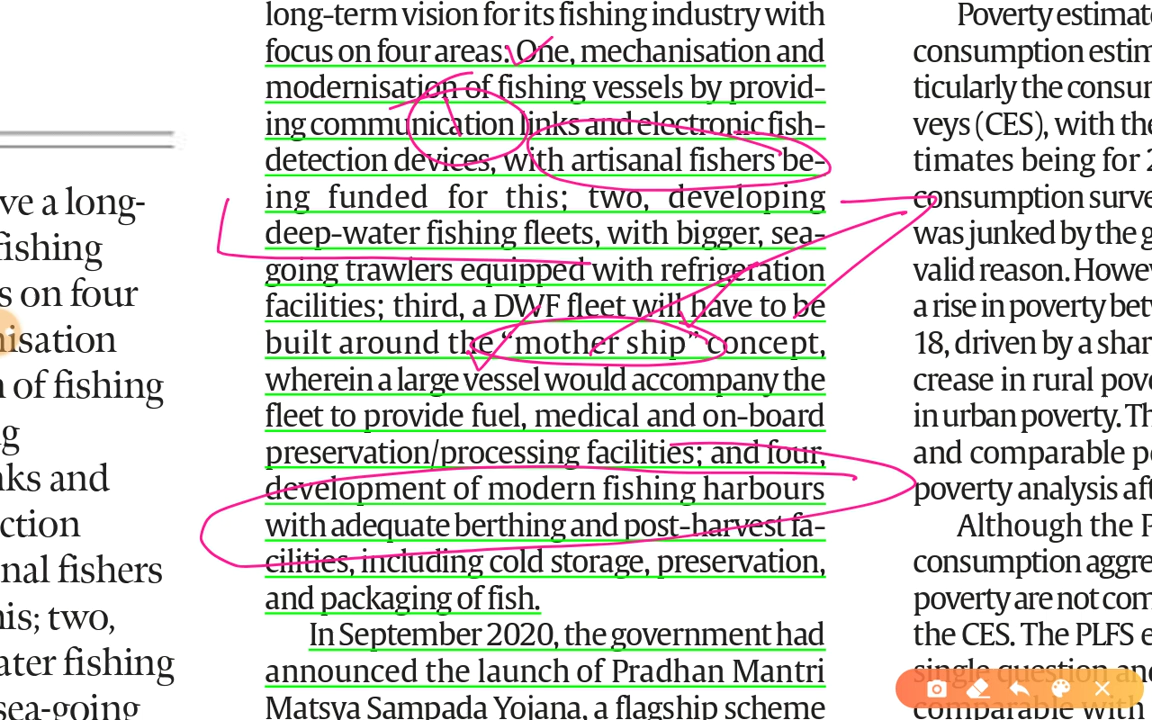 ve a long-
fishing
s on four
isation
n of fishing
g
nks and
ction
nal fishers
his; two,
ater fishing
sea-going
long-term vision for its fishing industry with
focus on four areas. One, mechanisation and
modernisation of fishing vessels by provid-
ing communication links and electronic fish-
detection devices, with artisanal fishers be-
ing funded for this; two, developing
deep-water fishing fleets, with bigger, sea-
going trawlers equipped with refrigeration
facilities; third, a DWF fleet will have to be
built around the “mother ship” concept,
wherein a large vessel would accompany the
fleet to provide fuel, medical and on-board
preservation/processing facilities; and four,
development of modern fishing harbours
with adequate berthing and post-harvest fa-
cilities, including cold storage, preservation,
and packaging of fish.
In September 2020, the government had
announced the launch of Pradhan Mantri
Matsya Sampada Yojana, a flagship scheme
Poverty estimat
consumption estim
ticularly the consu
veys (CES), with the
timates being for 2
consumption surve
was junked by the g
valid reason. Howev
a rise in poverty betv
18, driven by a shar
crease in rural pove
in urban poverty. Th
and comparable p
poverty analysis aft
Although the P
consumption aggre
poverty are not com
the CES. The PLFS e
single question and
comparable with